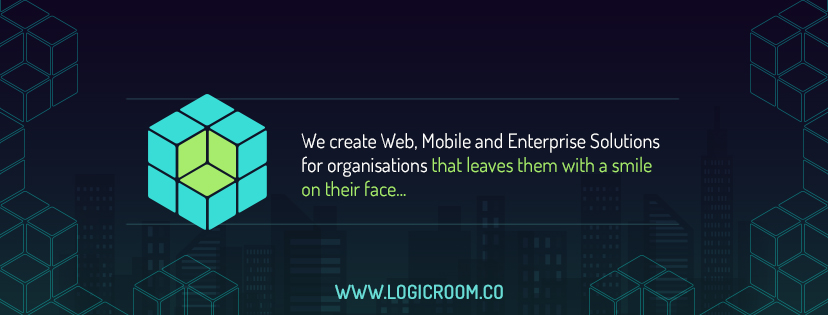 We create Web, Mobile and Enterprise Solutions
for organisations that leaves them with a smile
on their face...
WWW.LOGICROOM.CO